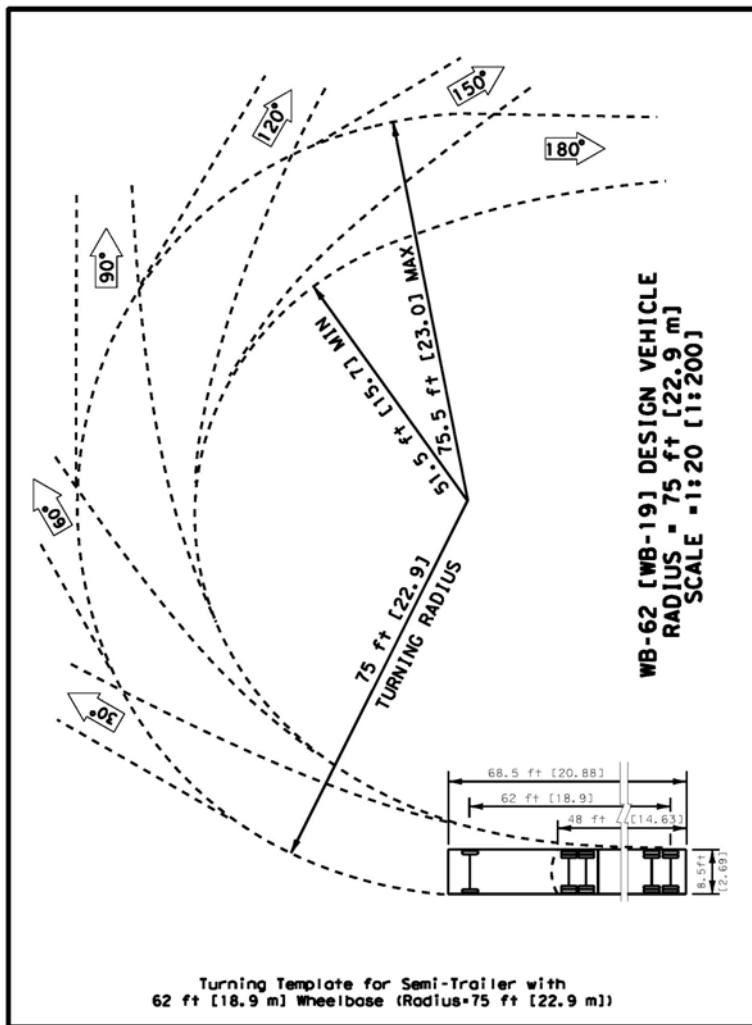 150°
120°
180°
90°
60°
30°
75.5 ft [23.0] MAX
51.5 ft [15.7] MIN
75 ft [22.9]
TURNING RADIUS
WB-62 [WB-19] DESIGN VEHICLE
RADIUS = 75 ft [22.9 m]
SCALE =1:20 [1:200]
68.5 ft [20.88]
62 ft [18.9]
48 ft [14.63]
8.5ft
[2.69]
Turning Template for Semi-Trailer with
62 ft [18.9 m] Wheelbase (Radius=75 ft [22.9 m])